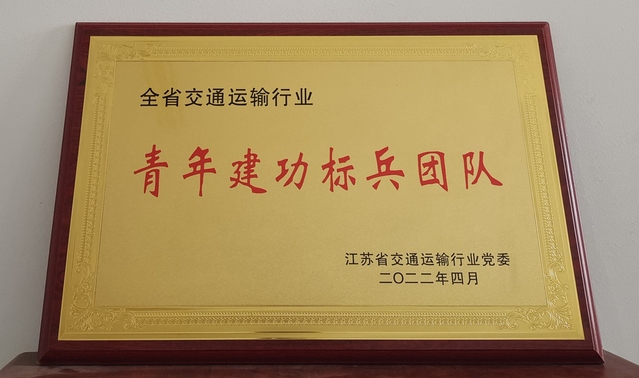 全省交通运输行业
青年建功标兵团队
江苏省交通运输行业党委
二〇二二年四月